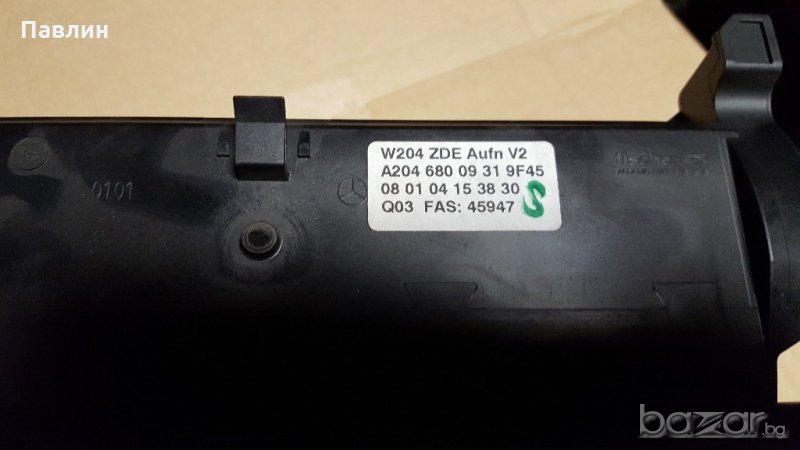 Павлин
W204 ZDE Aufn V2
A204 680 09 31 9F45
08 01 04 15 38 30
Q03 FAS: 45947 S
0101
fischer
bazar.bg